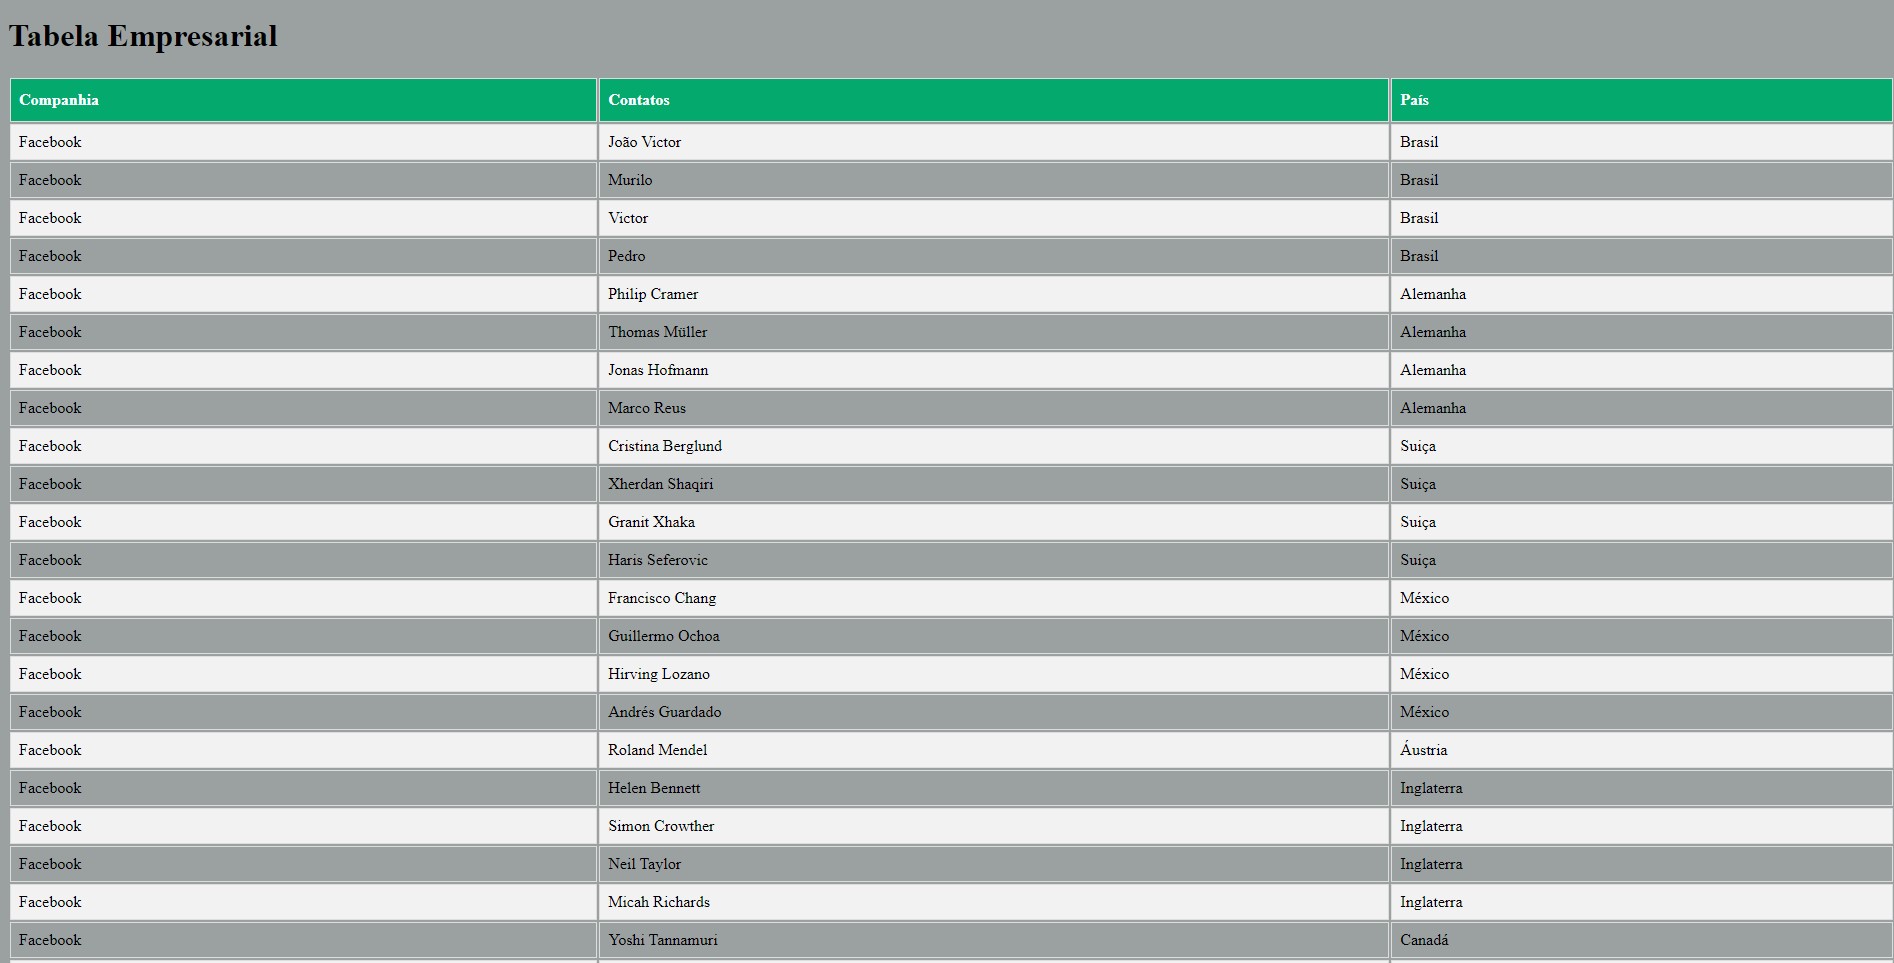 Tabela Empresarial
Companhia Contatos País
Facebook João Victor Brasil
Facebook Murilo Brasil
Facebook Victor Brasil
Facebook Pedro Brasil
Facebook Philip Cramer Alemanha
Facebook Thomas Müller Alemanha
Facebook Jonas Hofmann Alemanha
Facebook Marco Reus Alemanha
Facebook Cristina Berglund Suiça
Facebook Xherdan Shaqiri Suiça
Facebook Granit Xhaka Suiça
Facebook Haris Seferovic Suiça
Facebook Francisco Chang México
Facebook Guillermo Ochoa México
Facebook Hirving Lozano México
Facebook Andrés Guardado México
Facebook Roland Mendel Áustria
Facebook Helen Bennett Inglaterra
Facebook Simon Crowther Inglaterra
Facebook Neil Taylor Inglaterra
Facebook Micah Richards Inglaterra
Facebook Yoshi Tannamuri Canadá